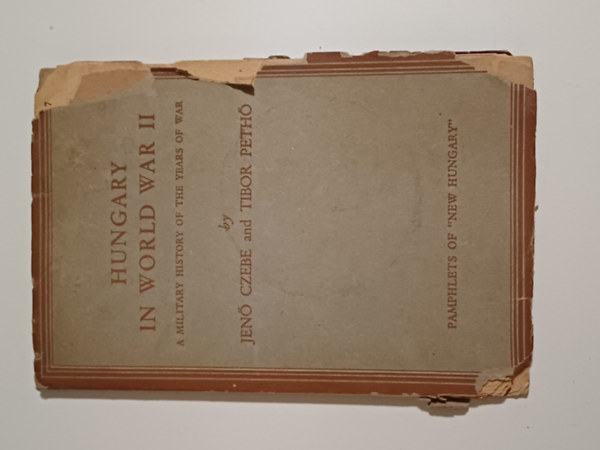 HUNGARY
IN WORLD WAR II
A MILITARY HISTORY OF THE YEARS OF WAR
by
JENŐ CZEBE and TIBOR PETHŐ
PAMPHLETS OF "NEW HUNGARY"